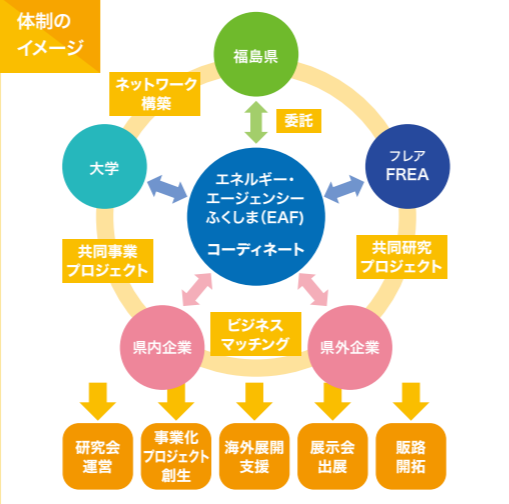 体制の
イメージ
福島県
ネットワーク
構築
委託
大学
フレア
FREA
エネルギー・
エージェンシー
ふくしま（EAF）
コーディネート
共同事業
プロジェクト
共同研究
プロジェクト
ビジネス
マッチング
県内企業
県外企業
研究会
運営
事業化
プロジェクト
創生
海外展開
支援
展示会
出展
販路
開拓